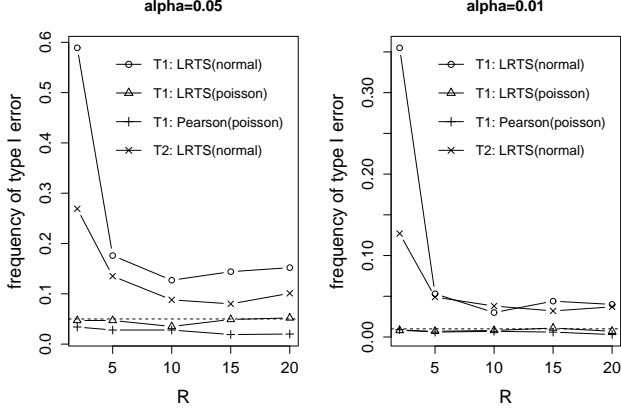 alpha=0.05
frequency of type I error
0.6
0.5
0.4
0.3
0.2
0.1
0.0
T1: LRTS(normal)
T1: LRTS(poisson)
T1: Pearson(poisson)
T2: LRTS(normal)
5
10
15
20
R
alpha=0.01
frequency of type I error
0.30
0.20
0.10
0.00
T1: LRTS(normal)
T1: LRTS(poisson)
T1: Pearson(poisson)
T2: LRTS(normal)
5
10
15
20
R